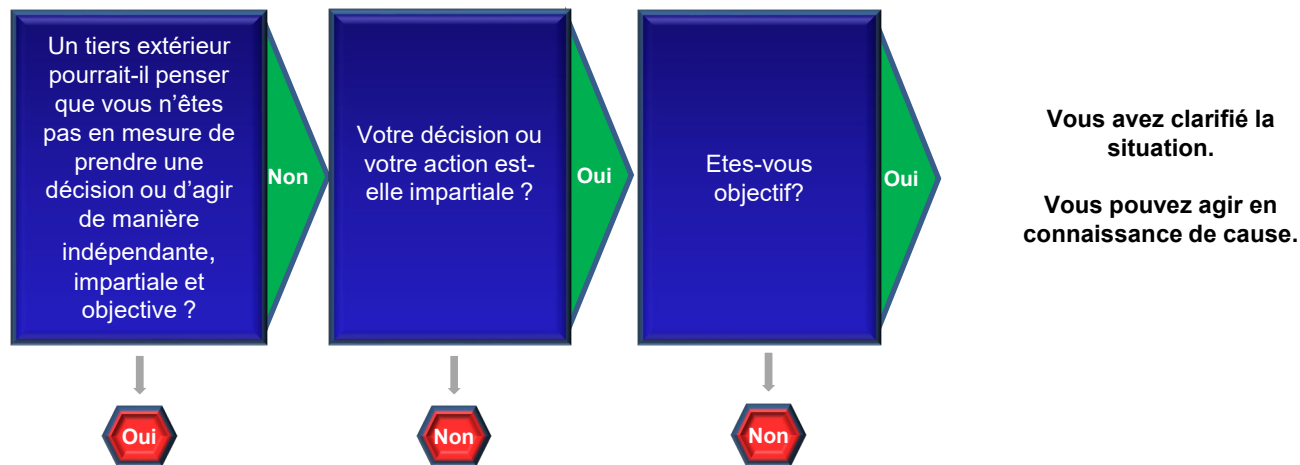 Un tiers extérieur
pourrait-il penser
que vous n'êtes
pas en mesure de
prendre une
décision ou d'agir
de manière
indépendante,
impartiale et
objective ?
Non
Oui
Votre décision ou
votre action est-
elle impartiale ?
Oui
Non
Etes-vous
objectif?
Oui
Non
Vous avez clarifié la
situation.
Vous pouvez agir en
connaissance de cause.